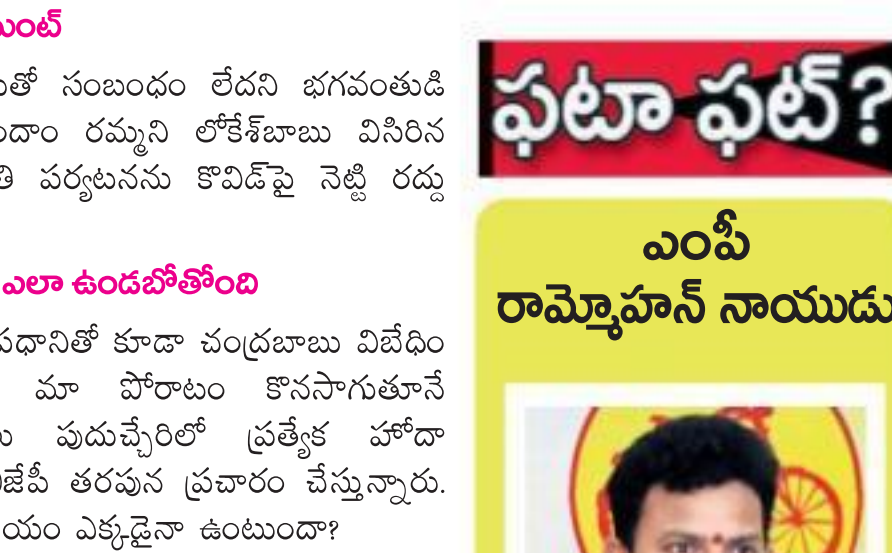 సంబంధం లేదని భగవంతుడి
రమ్మని లోకేశ్‌బాబు విసిరిన
పర్యటనను కొవిడ్‌పై నెట్టి రద్దు
ఎలా ఉండబోతోంది
కూడా చంద్రబాబు విబేధిం
మా పోరాటం కొనసాగుతూనే
పుదుచ్చేరిలో ప్రత్యేక హోదా
తరపున ప్రచారం చేస్తున్నారు.
ఎక్కడైనా ఉంటుందా?
ఫటా ఫట్?
ఎంపీ
రామ్మోహన్ నాయుడు